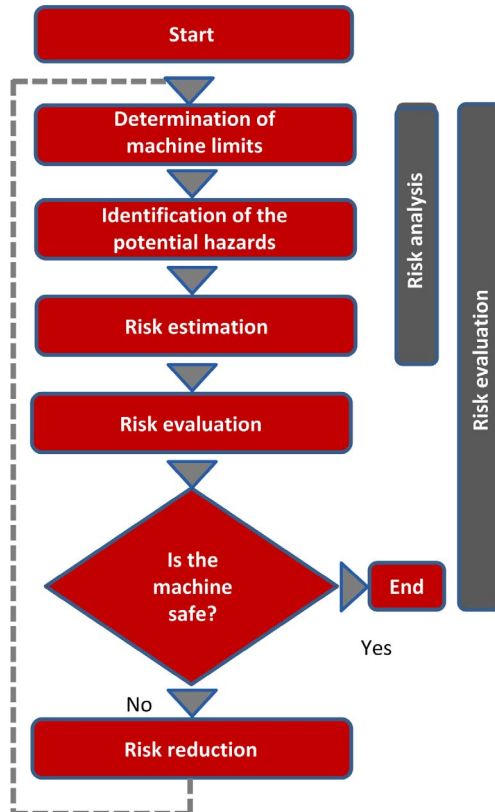 Start
Determination of
machine limits
Identification of the
potential hazards
Risk estimation
Risk evaluation
Is the
machine
safe?
End
Yes
No
Risk reduction
Risk analysis
Risk evaluation